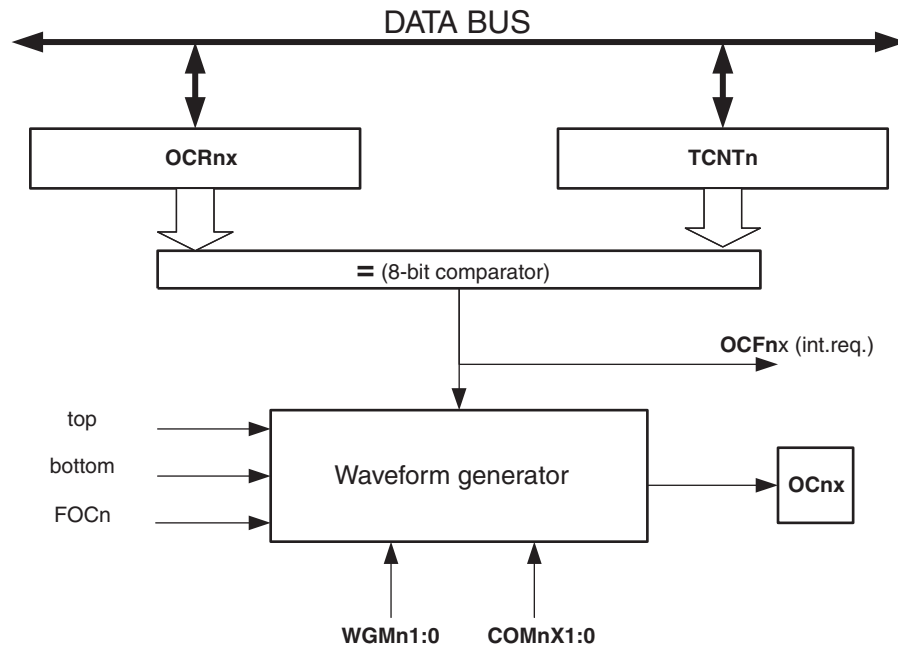 DATA BUS
OCRnx
TCNTn
= (8-bit comparator)
OCFnx (int.req.)
top
bottom
FOCn
Waveform generator
OCnx
WGMn1:0
COMnX1:0